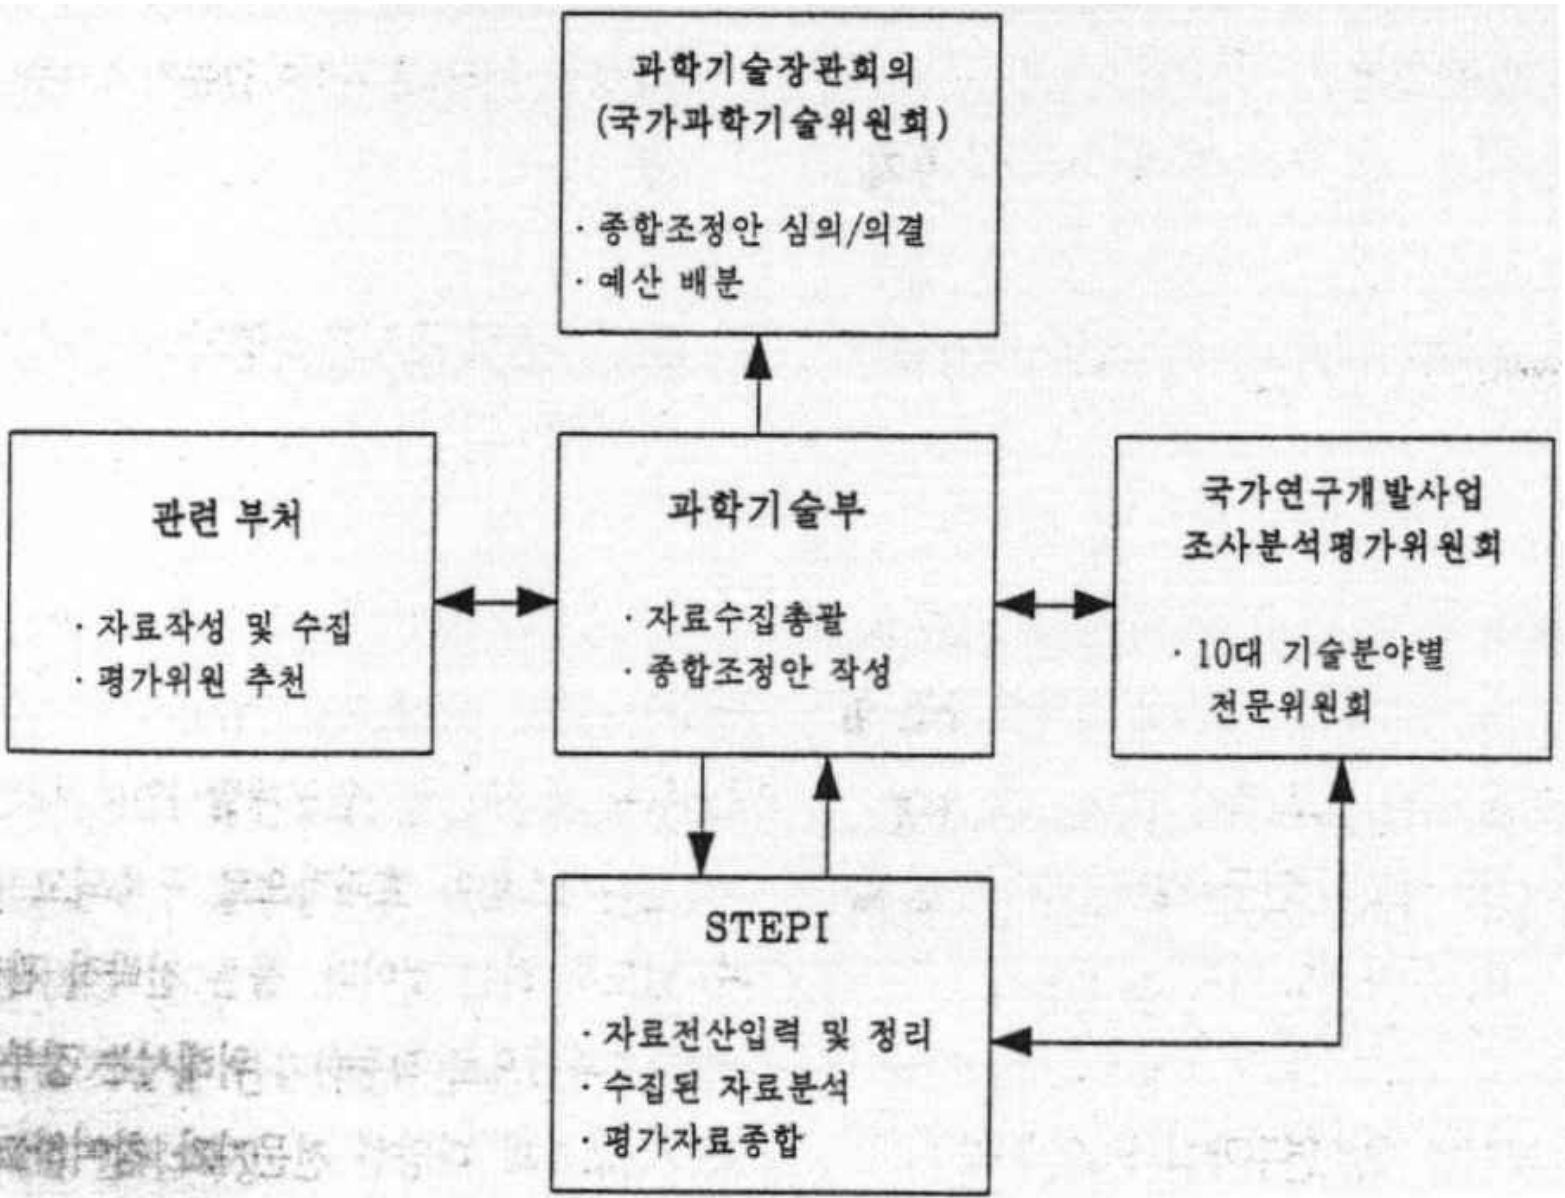 과학기술장관회의
(국가과학기술위원회)
· 종합조정안 심의/의결
· 예산 배분
관련 부처
· 자료작성 및 수집
· 평가위원 추천
과학기술부
· 자료수집총괄
· 종합조정안 작성
국가연구개발사업
조사분석평가위원회
· 10대 기술분야별
전문위원회
STEPI
· 자료전산입력 및 정리
· 수집된 자료분석
· 평가자료종합